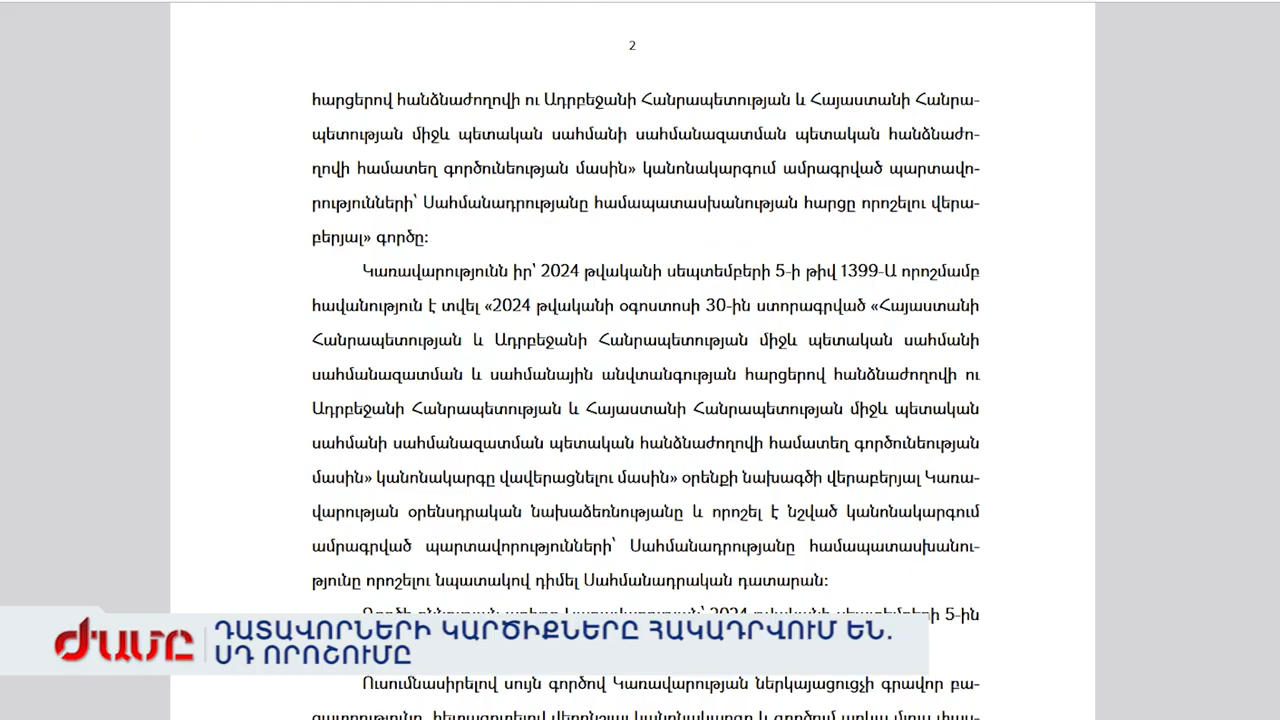 2
հարցերով հանձնաժողովի ու Ադրբեջանի Հանրապետության և Հայաստանի Հանրա-
պետության միջև պետական սահմանի սահմանազատման պետական հանձնաժո-
ղովի համատեղ գործունեության մասին» կանոնակարգում ամրագրված պարտավո-
րությունների՝ Սահմանադրությանը համապատասխանության հարցը որոշելու վերա-
բերյալ» գործը։
Կառավարությունն իր՝ 2024 թվականի սեպտեմբերի 5-ի թիվ 1399-Ա որոշմամբ
հավանություն է տվել «2024 թվականի օգոստոսի 30-ին ստորագրված «Հայաստանի
Հանրապետության և Ադրբեջանի Հանրապետության միջև պետական սահմանի
սահմանազատման և սահմանային անվտանգության հարցերով հանձնաժողովի ու
Ադրբեջանի Հանրապետության և Հայաստանի Հանրապետության միջև պետական
սահմանի սահմանազատման պետական հանձնաժողովի համատեղ գործունեության
մասին» կանոնակարգը վավերացնելու մասին» օրենքի նախագծի վերաբերյալ Կառա-
վարության օրենսդրական նախաձեռնությանը և որոշել է նշված կանոնակարգում
ամրագրված պարտավորությունների՝ Սահմանադրությանը համապատասխանու-
թյունը որոշելու նպատակով դիմել Սահմանադրական դատարան։
2024 թվականի սեպտեմբերի 5-ին
ԺԱՄԸ
ԴԱՏԱՎՈՐՆԵՐԻ ԿԱՐԾԻՔՆԵՐԸ ՀԱԿԱԴՐՎՈՒՄ ԵՆ.
ՍԴ ՈՐՈՇՈՒՄԸ
Ուսումնասիրելով սույն գործով Կառավարության ներկայացուցչի գրավոր բա-